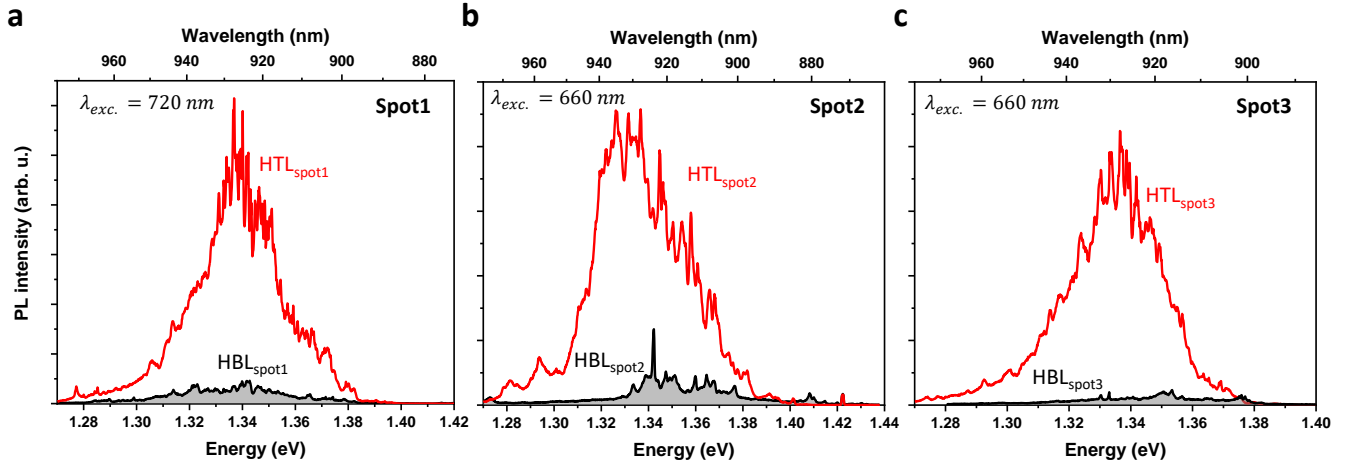 a
Wavelength (nm)
960 940 920 900 880
λexc. = 720 nm
Spot1
HTLspot1
HBLspot1
PL intensity (arb. u.)
1.28 1.30 1.32 1.34 1.36 1.38 1.40 1.42
Energy (eV)
b
Wavelength (nm)
960 940 920 900 880
λexc. = 660 nm
Spot2
HTLspot2
HBLspot2
1.28 1.30 1.32 1.34 1.36 1.38 1.40 1.42 1.44
Energy (eV)
c
Wavelength (nm)
960 940 920 900
λexc. = 660 nm
Spot3
HTLspot3
HBLspot3
1.28 1.30 1.32 1.34 1.36 1.38 1.40
Energy (eV)